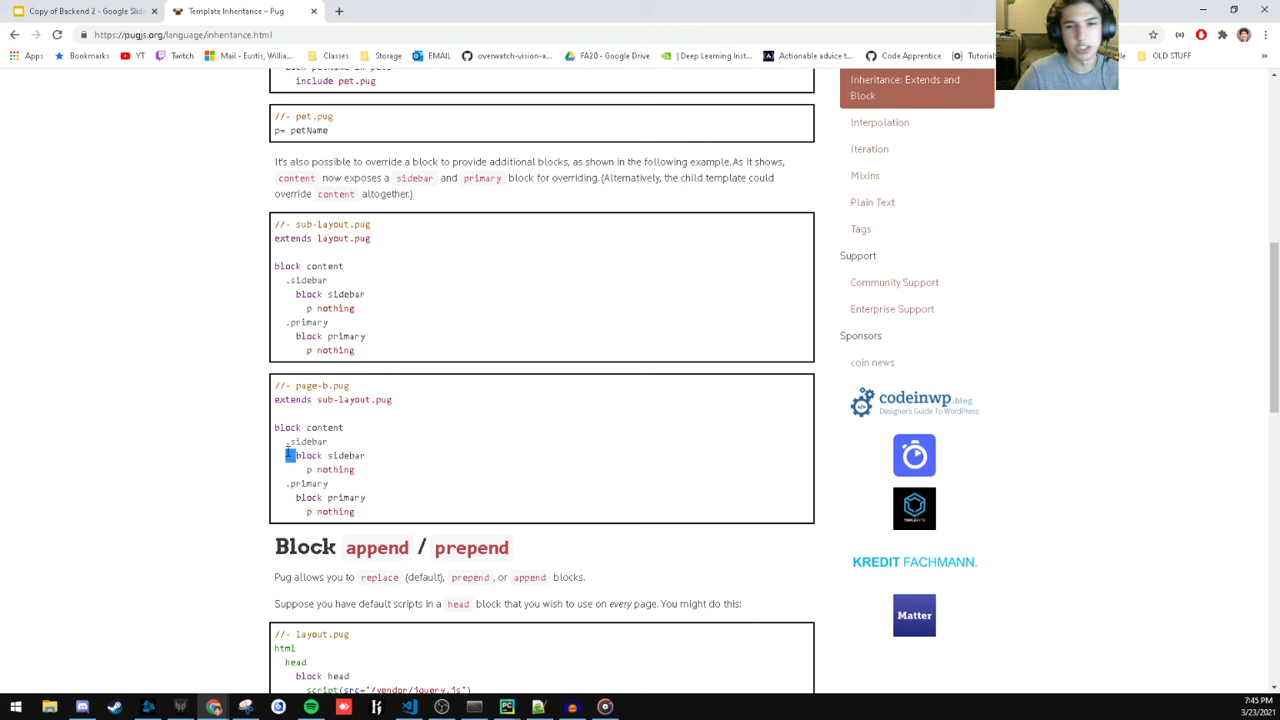 Copy of Backend 2 - Google Slid
Template Inheritance
https://pugjs.org/language/inheritance.html
Apps
Bookmarks
YT
Twitch
Mail - Eustis, William
Classes
Storage
EMAIL
overwatch-vision-a...
FA20 - Google Drive
| Deep Learning Inst...
Actionable advice t...
Code Apprentice
OLD STUFF
include pet.pug
//- pet.pug
p= petName
It's also possible to override a block to provide additional blocks, as shown in the following example. As it shows,
content now exposes a sidebar and primary block for overriding. (Alternatively, the child template could
override content altogether.)
//- sub-layout.pug
extends layout.pug
block content
.sidebar
block sidebar
p nothing
.primary
block primary
p nothing
//- page-b.pug
extends sub-layout.pug
block content
.sidebar
block sidebar
p nothing
.primary
block primary
p nothing
Block append / prepend
Pug allows you to replace (default), prepend, or append blocks.
Suppose you have default scripts in a head block that you wish to use on every page. You might do this:
//- layout.pug
html
head
block head
script(src='/vendor/jquery.js')
Inheritance: Extends and
Block
Interpolation
Iteration
Mixins
Plain Text
Tags
Support
Community Support
Enterprise Support
Sponsors
coin news
codeinwp.blog
Designer's Guide To WordPress
TRIPLEBYTE
KREDIT FACHMANN.
Matter
7:45 PM
3/23/2021